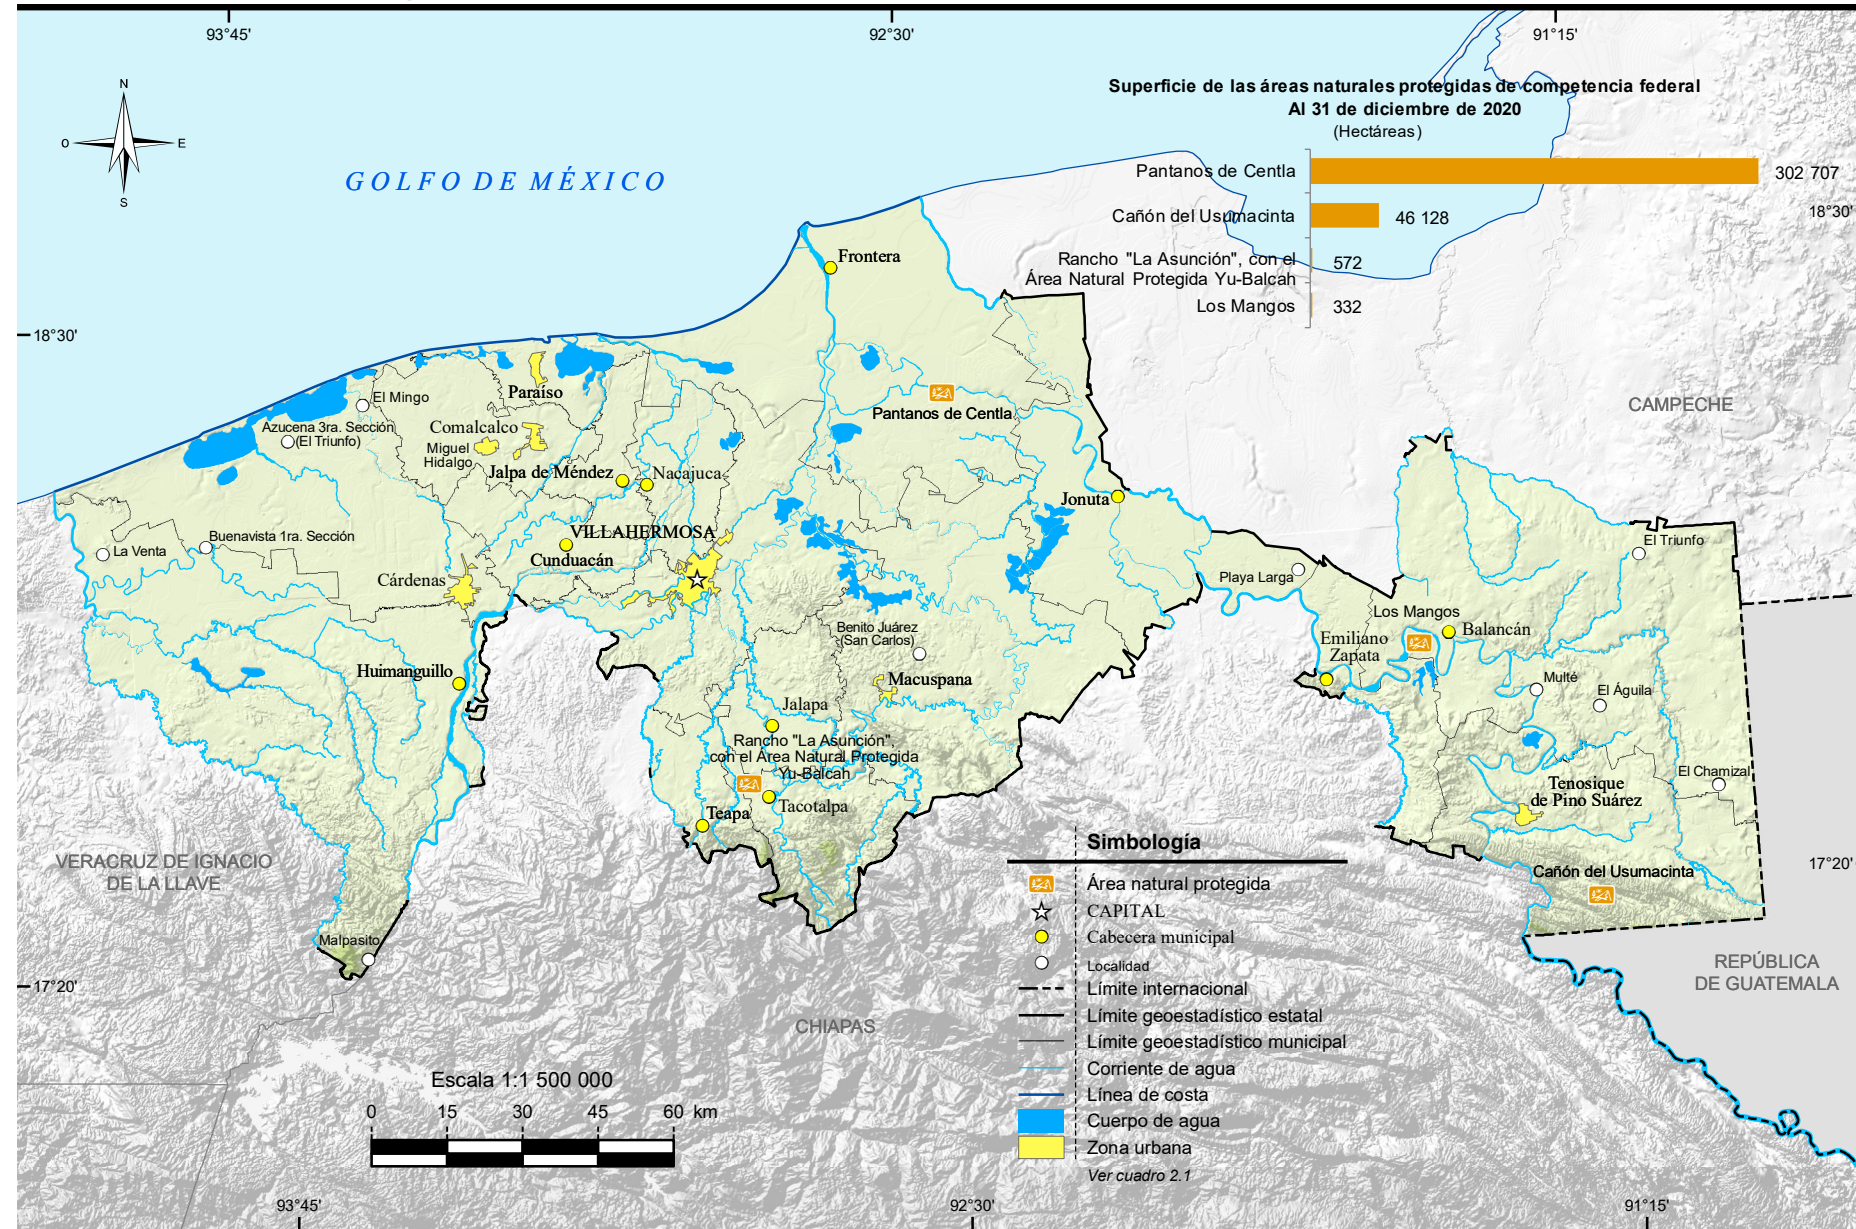 93°45'
92°30'
91°15'
N
O
E
S
GOLFO DE MÉXICO
Superficie de las áreas naturales protegidas de competencia federal
Al 31 de diciembre de 2020
(Hectáreas)
Pantanos de Centla
302 707
Cañón del Usumacinta
46 128
Rancho "La Asunción", con el
Área Natural Protegida Yu-Balcah
572
Los Mangos
332
18°30'
18°30'
Frontera
El Mingo
Paraíso
Azucena 3ra. Sección
(El Triunfo)
Comalcalco
Miguel
Hidalgo
Pantanos de Centla
CAMPECHE
Jalpa de Méndez
Nacajuca
Jonuta
VILLAHERMOSA
Cunduacán
La Venta
Buenavista 1ra. Sección
Cárdenas
El Triunfo
Playa Larga
Los Mangos
Balancán
Emiliano
Zapata
Benito Juárez
(San Carlos)
Huimanguillo
Macuspana
Multé
El Águila
Jalapa
Rancho "La Asunción",
con el Área Natural Protegida
Yu-Balcah
Tacotalpa
Teapa
El Chamizal
Tenosique
de Pino Suárez
Cañón del Usumacinta
17°20'
VERACRUZ DE IGNACIO
DE LA LLAVE
Malpasito
17°20'
CHIAPAS
REPÚBLICA
DE GUATEMALA
Simbología
Área natural protegida
CAPITAL
Cabecera municipal
Localidad
Límite internacional
Límite geoestadístico estatal
Límite geoestadístico municipal
Corriente de agua
Línea de costa
Cuerpo de agua
Zona urbana
Ver cuadro 2.1
Escala 1:1 500 000
0 15 30 45 60 km
93°45'
92°30'
91°15'